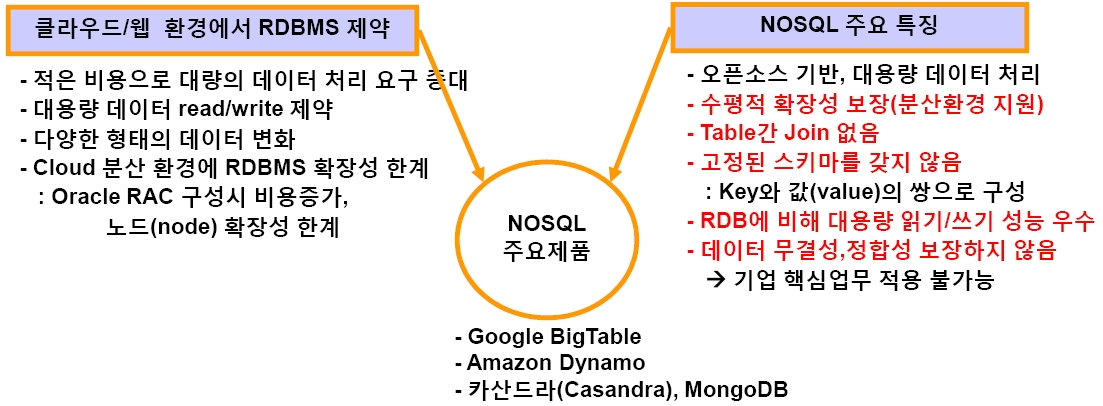 클라우드/웹 환경에서 RDBMS 제약
- 적은 비용으로 대량의 데이터 처리 요구 증대
- 대용량 데이터 read/write 제약
- 다양한 형태의 데이터 변화
- Cloud 분산 환경에 RDBMS 확장성 한계
: Oracle RAC 구성시 비용증가,
노드(node) 확장성 한계
NOSQL 주요 특징
- 오픈소스 기반, 대용량 데이터 처리
- 수평적 확장성 보장(분산환경 지원)
- Table간 Join 없음
- 고정된 스키마를 갖지 않음
: Key와 값(value)의 쌍으로 구성
- RDB에 비해 대용량 읽기/쓰기 성능 우수
- 데이터 무결성,정합성 보장하지 않음
→ 기업 핵심업무 적용 불가능
NOSQL
주요제품
- Google BigTable
- Amazon Dynamo
- 카산드라(Casandra), MongoDB